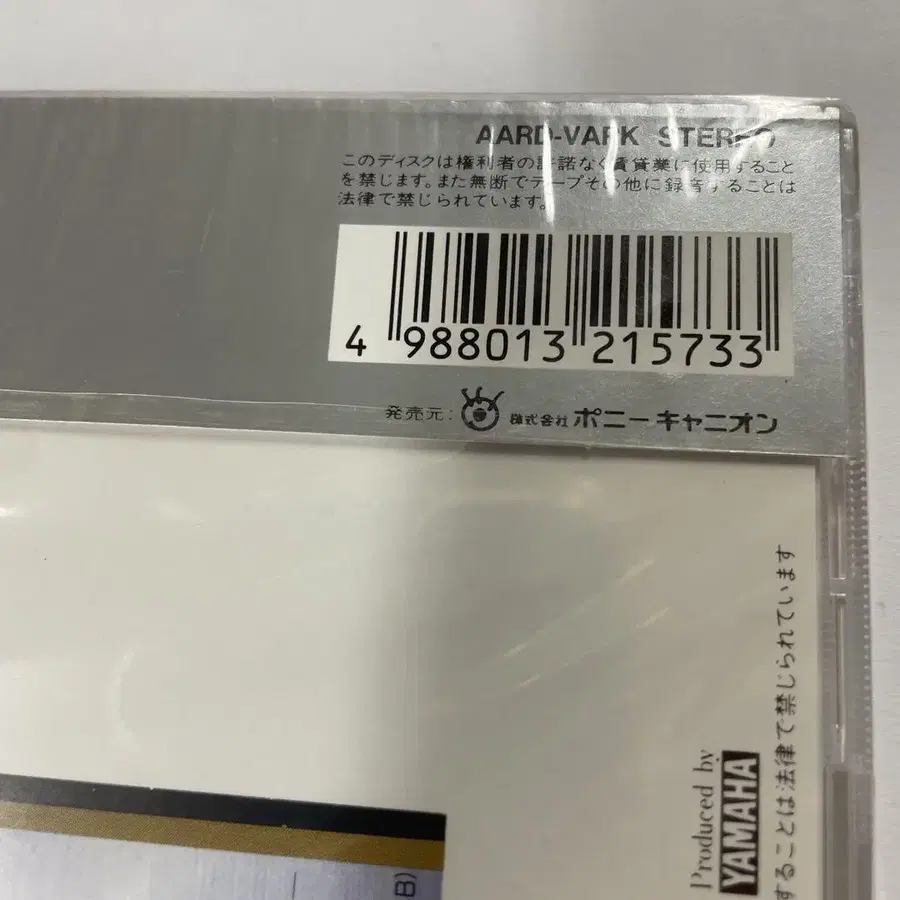 AARD-VARK STEREO
このディスクは権利者の許諾なく賃貸業に使用すること
を禁じます。また無断でテープその他に録音することは
法律で禁じられています。
4 988013 215733
発売元: 株式会社 ポニーキャニオン
することは法律で禁じられています
Produced by
YAMAHA
B)